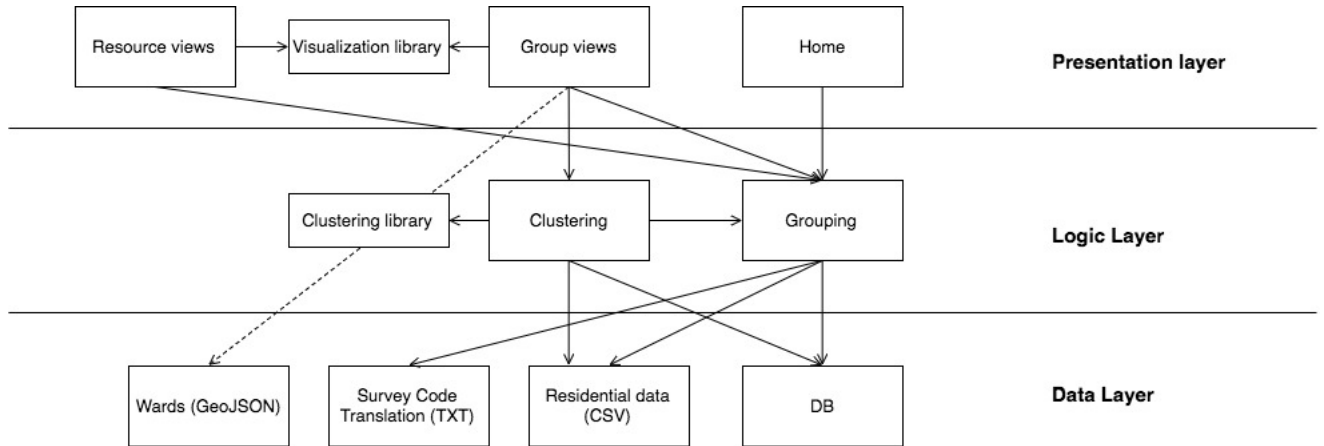 Resource views
Visualization library
Group views
Home
Presentation layer
Clustering library
Clustering
Grouping
Logic Layer
Wards (GeoJSON)
Survey Code
Translation (TXT)
Residential data
(CSV)
DB
Data Layer